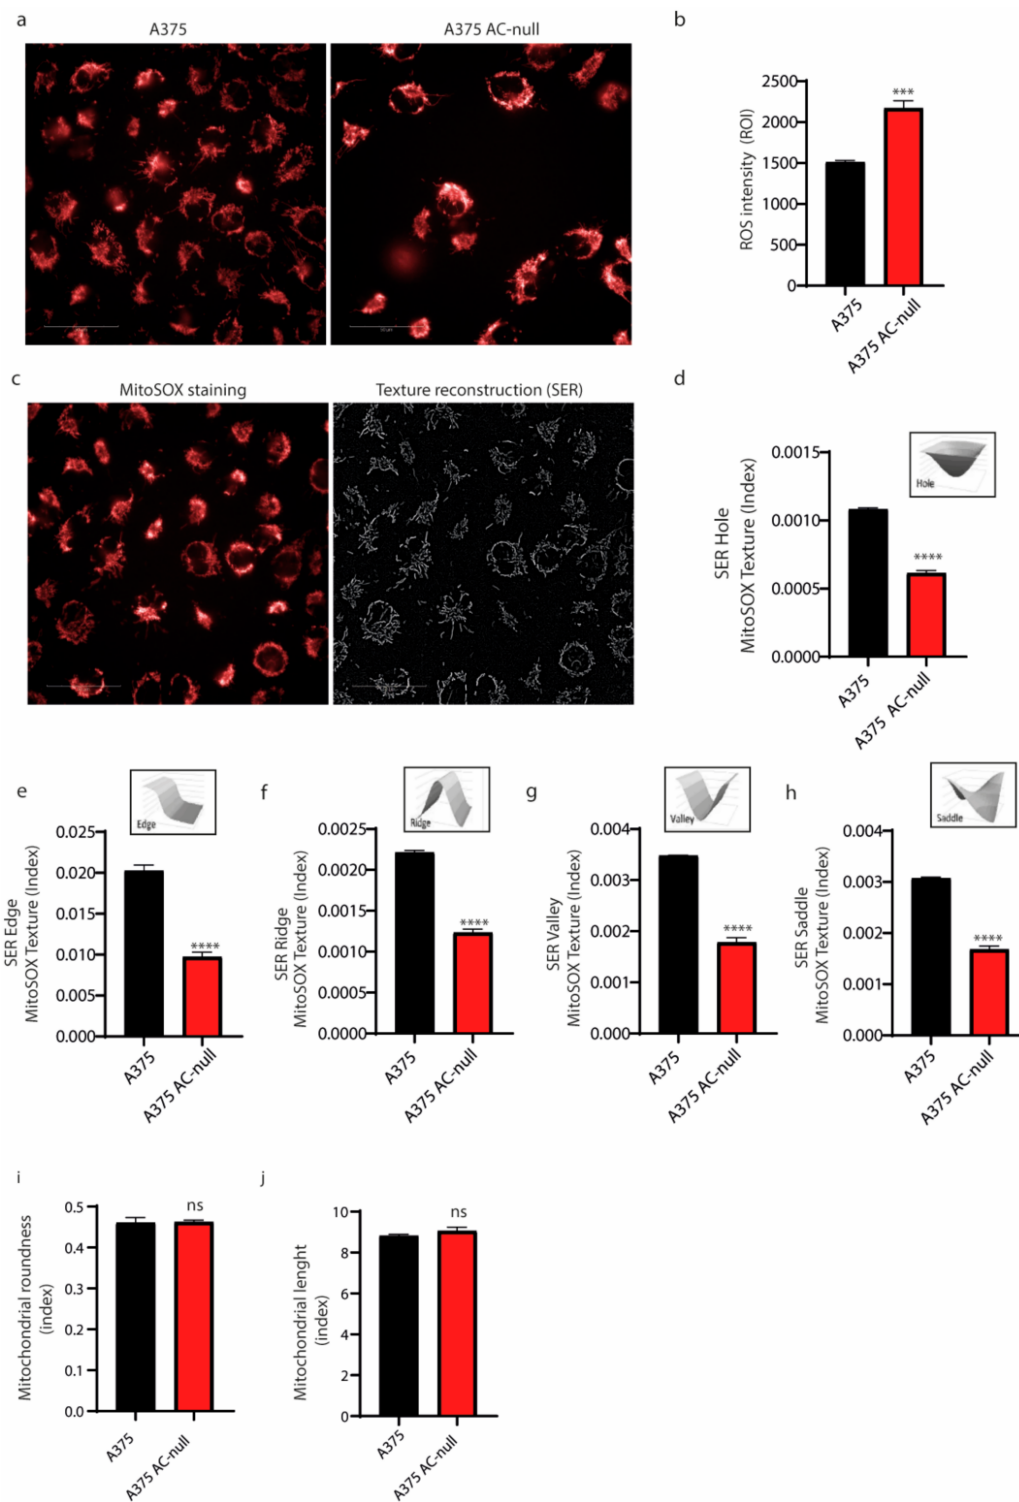 a
A375
A375 AC-null
b
2500
2000
1500
1000
500
0
ROS intensity (ROI)
***
A375
A375 AC-null
c
MitoSOX staining
Texture reconstruction (SER)
d
0.0015
0.0010
0.0005
0.0000
SER Hole
MitoSOX Texture (Index)
Hole
****
A375
A375 AC-null
e
Edge
0.025
0.020
0.015
0.010
0.005
0.000
SER Edge
MitoSOX Texture (Index)
****
A375
A375 AC-null
f
Ridge
0.0025
0.0020
0.0015
0.0010
0.0005
0.0000
SER Ridge
MitoSOX Texture (Index)
****
A375
A375 AC-null
g
Valley
0.004
0.003
0.002
0.001
0.000
SER Valley
MitoSOX Texture (Index)
****
A375
A375 AC-null
h
Saddle
0.004
0.003
0.002
0.001
0.000
SER Saddle
MitoSOX Texture (Index)
****
A375
A375 AC-null
i
0.5
0.4
0.3
0.2
0.1
0.0
Mitochondrial roundness
(index)
ns
A375
A375 AC-null
j
10
8
6
4
2
0
Mitochondrial lenght
(index)
ns
A375
A375 AC-null